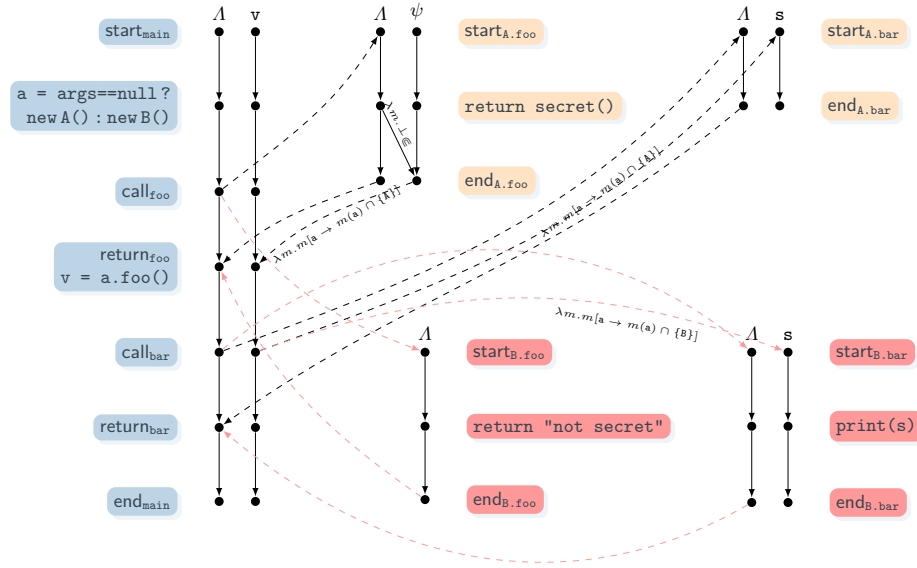 Λ v Λ ψ Λ s
start_main start_A.foo start_A.bar
a = args==null?
new A() : new B()
return secret() end_A.bar
λm.⊤⋒
call_foo end_A.foo
λm.m[a → m(a) ∩ {A}]
λm.m[a → m(a) ∩ {A}]
return_foo
v = a.foo()
λm.m[a → m(a) ∩ {B}]
Λ Λ s
call_bar start_B.foo start_B.bar
return_bar return "not secret" print(s)
end_main end_B.foo end_B.bar